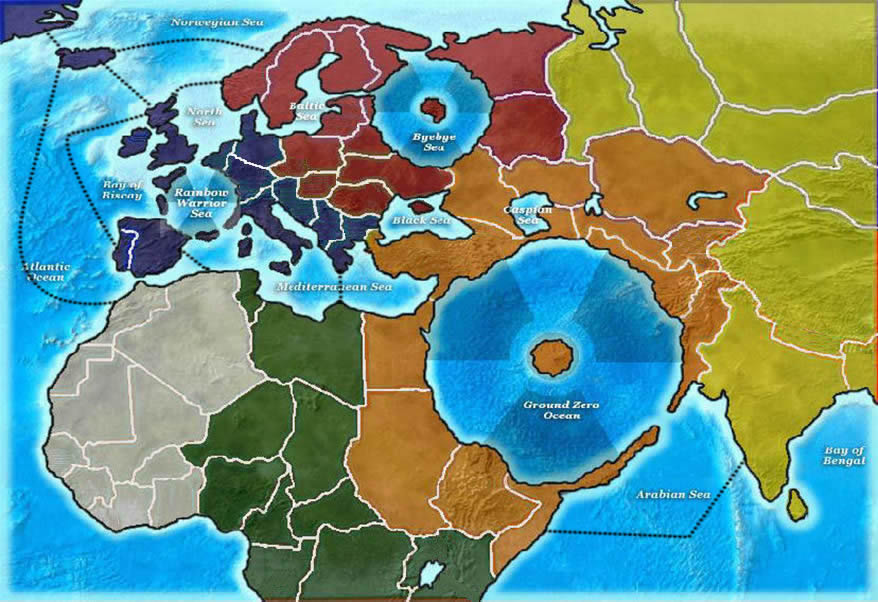 Norwegian Sea
Baltic
Sea
North
Sea
Byebye
Sea
Bay of
Biscay
Rainbow
Warrior
Sea
Black Sea
Caspian
Sea
Atlantic
Ocean
Mediterranean Sea
Ground Zero
Ocean
Bay of
Bengal
Arabian Sea